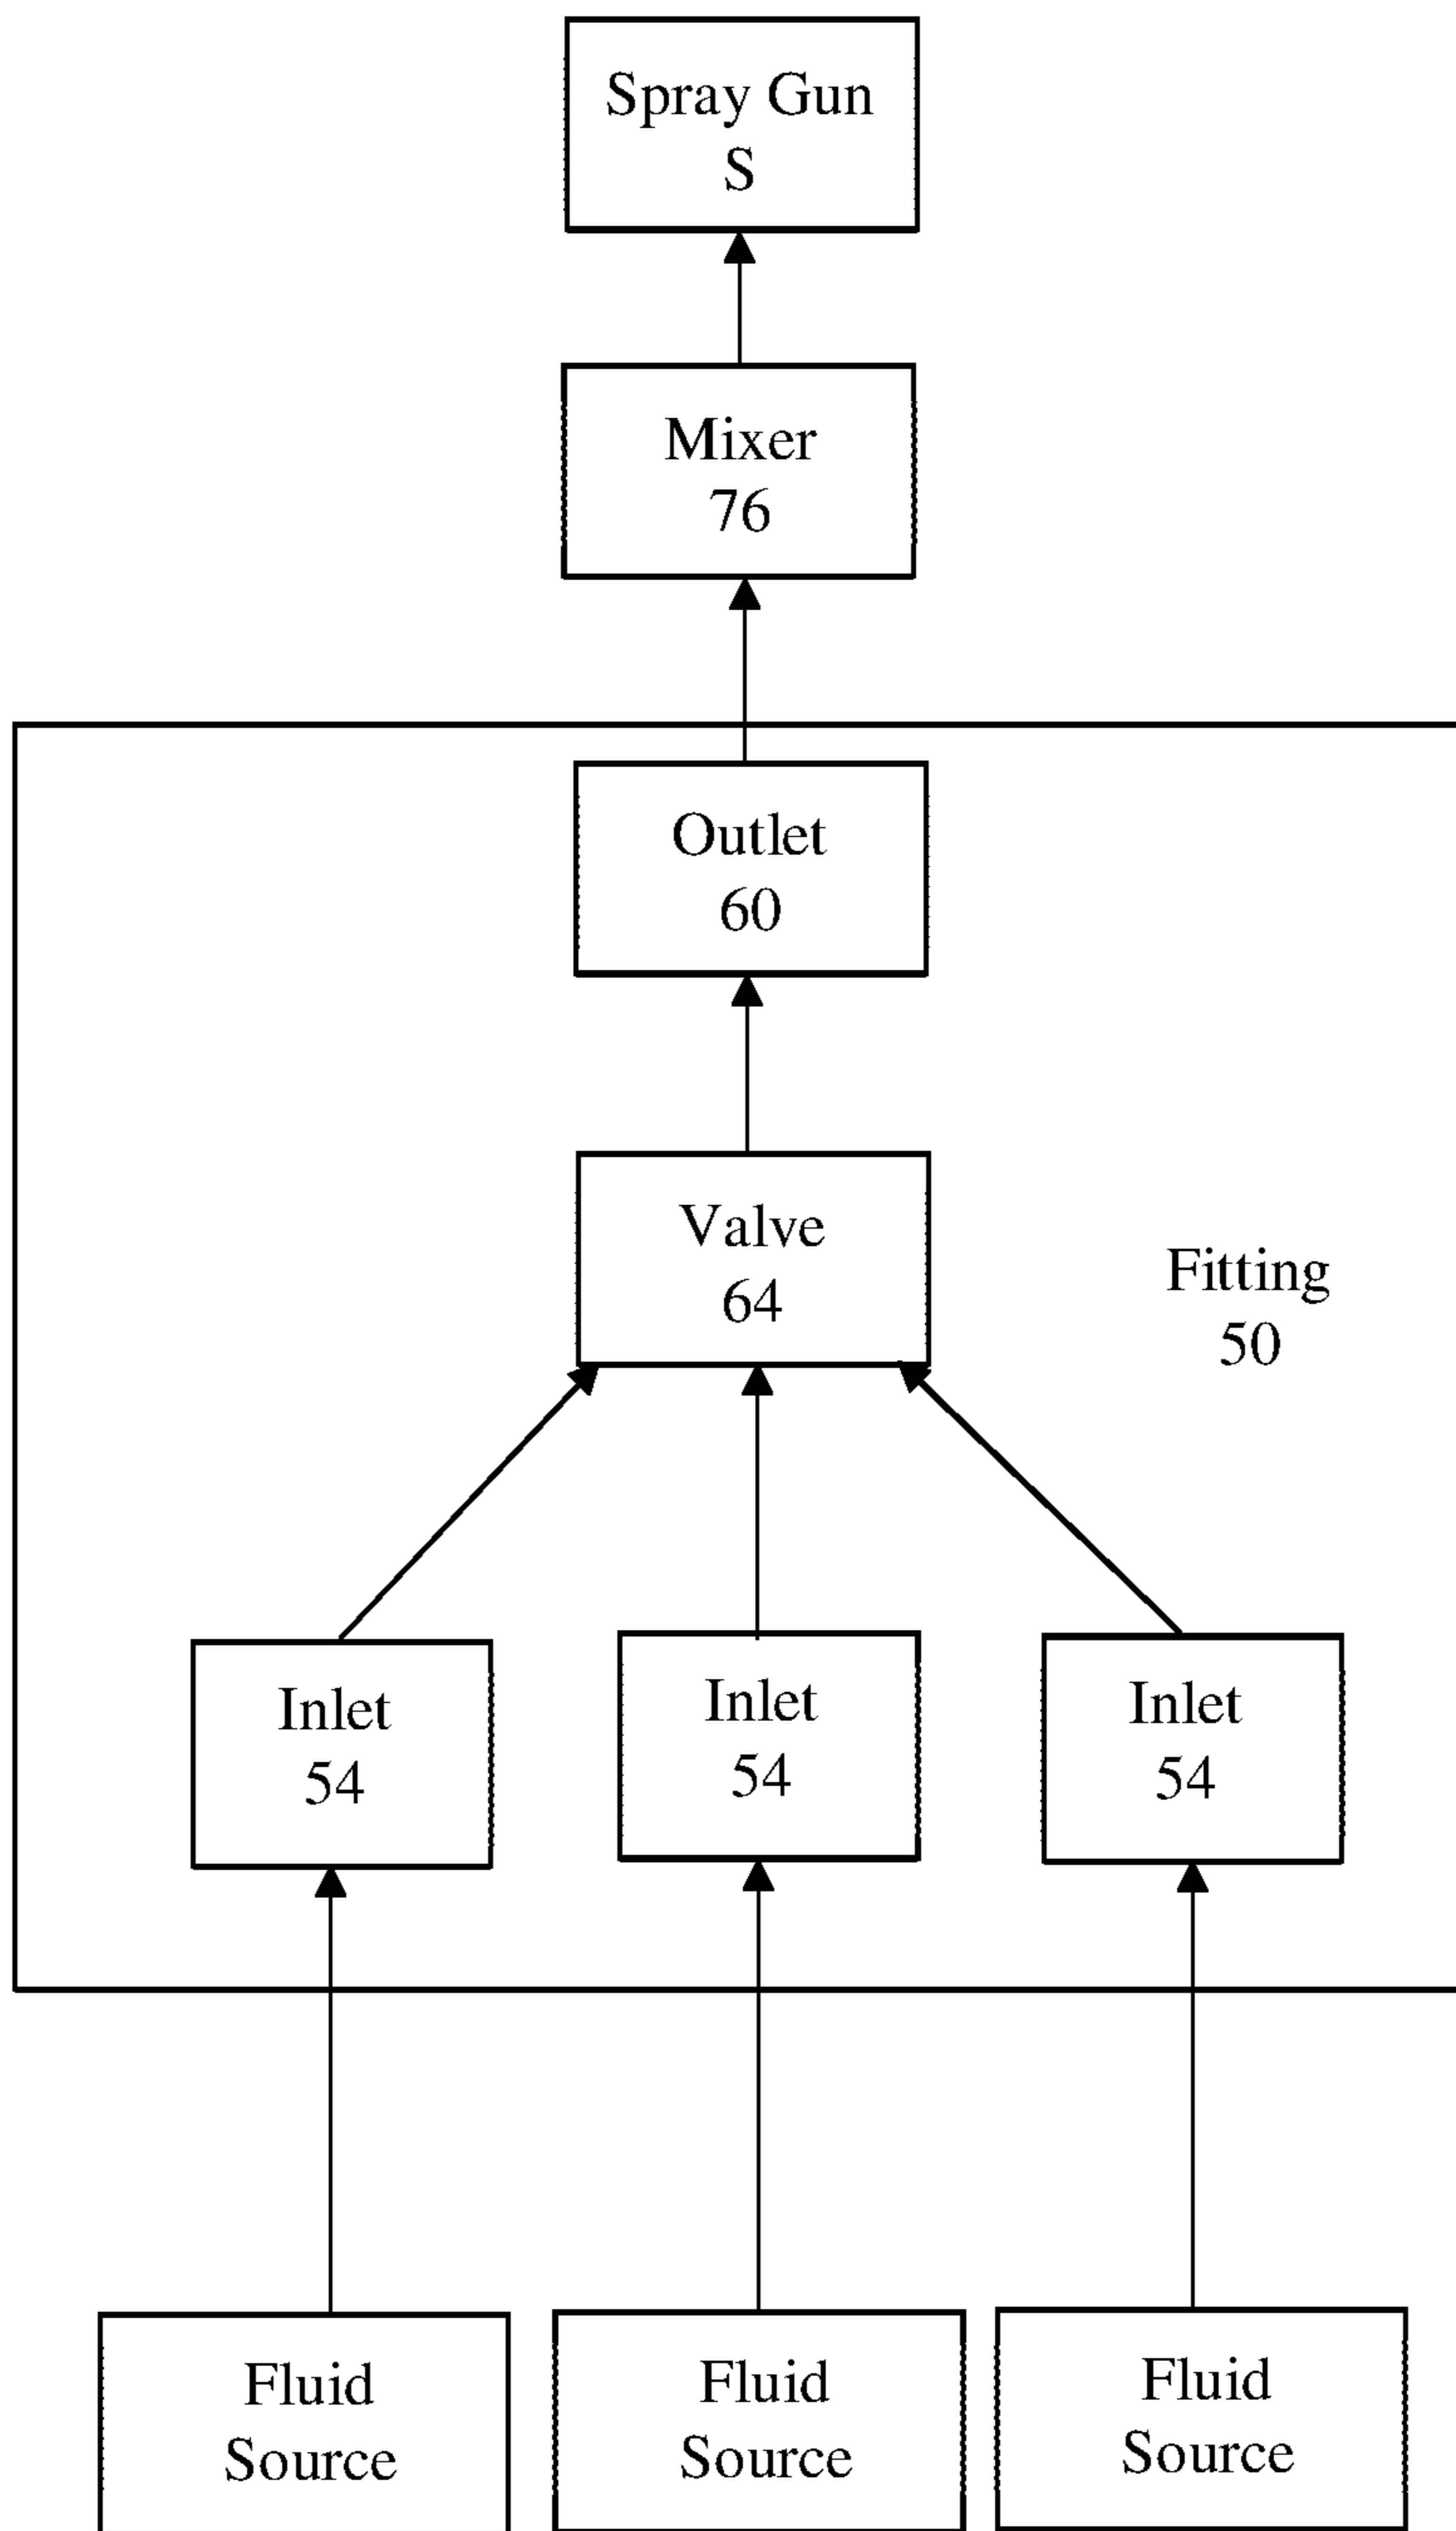 Spray Gun
S
Mixer
76
Outlet
60
Valve
64
Fitting
50
Inlet
54
Inlet
54
Inlet
54
Fluid
Source
Fluid
Source
Fluid
Source